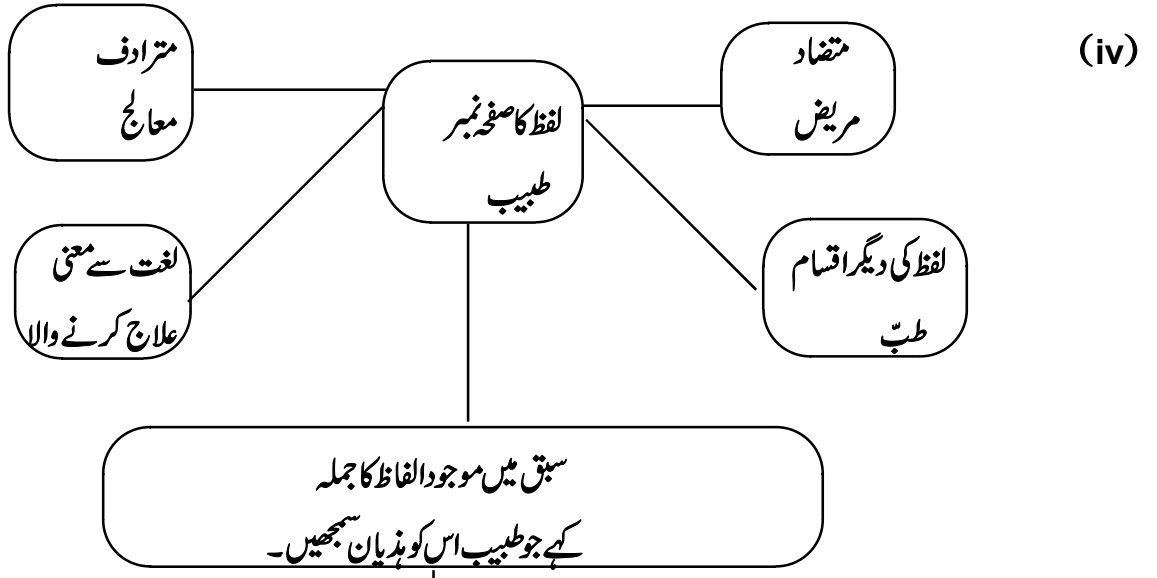 (iv)
متضاد
مریض
لفظ کا صفحہ نمبر
طبیب
مترادف
معالج
لفظ کی دیگر اقسام
طبّ
لغت سے معنی
علاج کرنے والا
سبق میں موجود الفاظ کا جملہ
کہے جو طبیب اس کو ہذیان سمجھیں۔